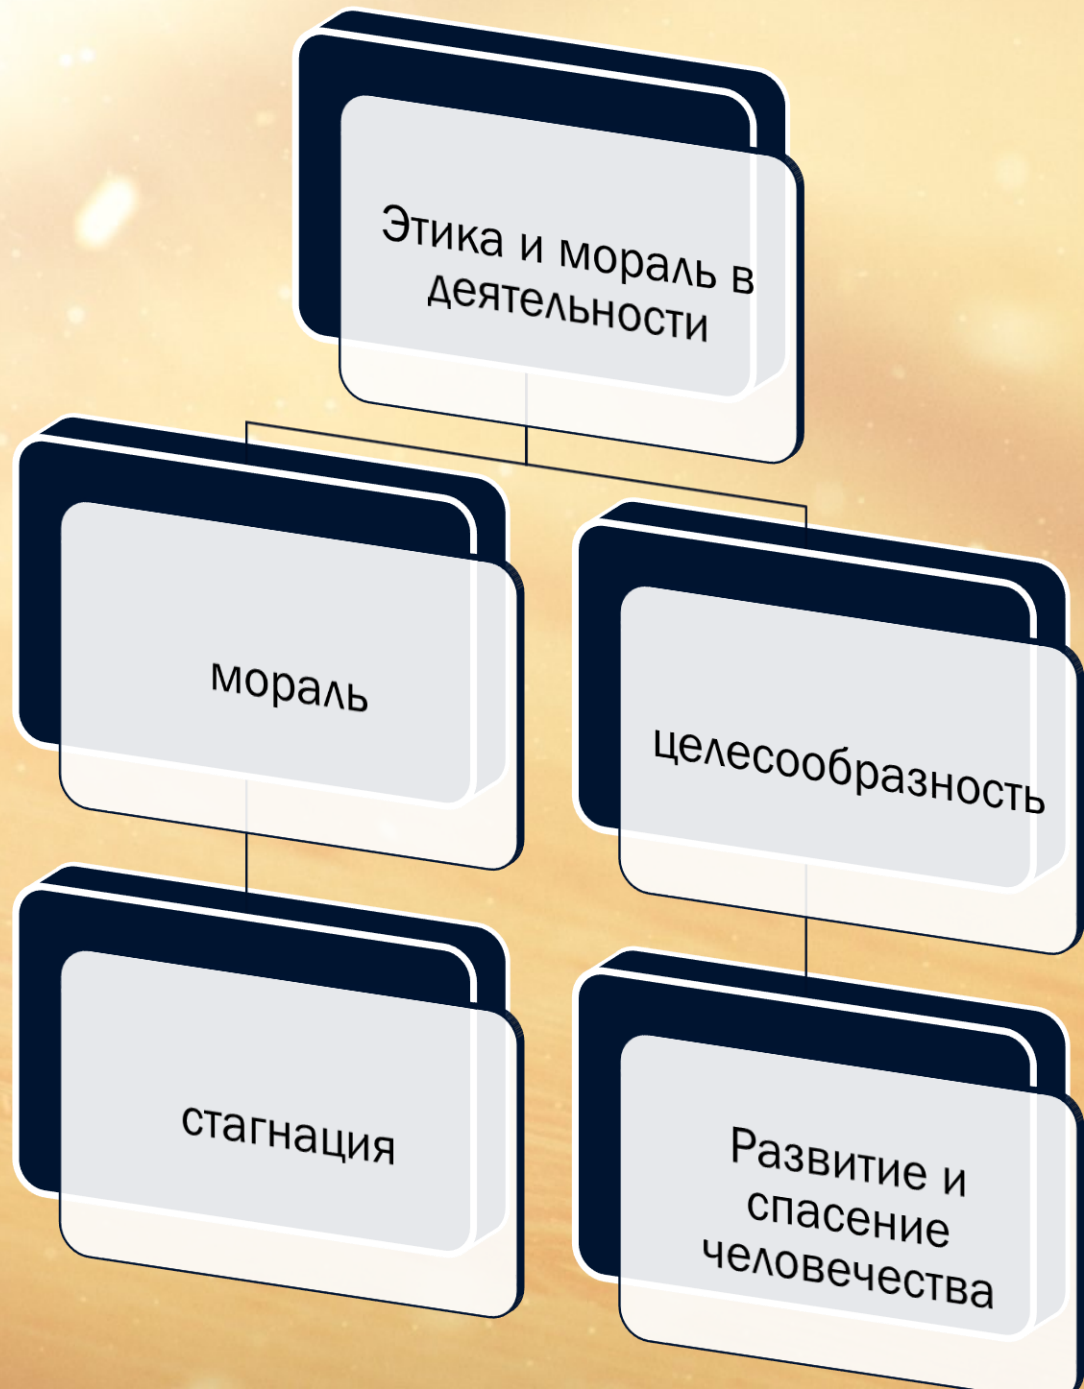 Этика и мораль в
деятельности
мораль
целесообразность
стагнация
Развитие и
спасение
человечества